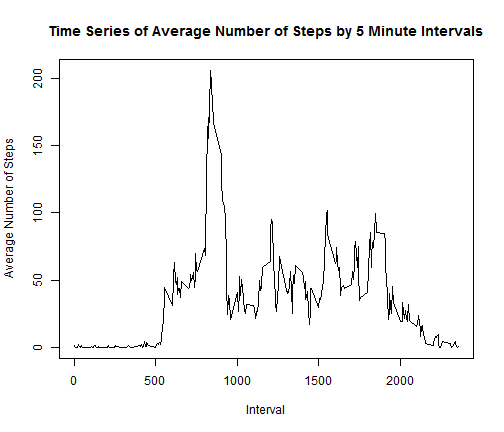 Time Series of Average Number of Steps by 5 Minute Intervals
Average Number of Steps
200
150
100
50
0
0 500 1000 1500 2000
Interval